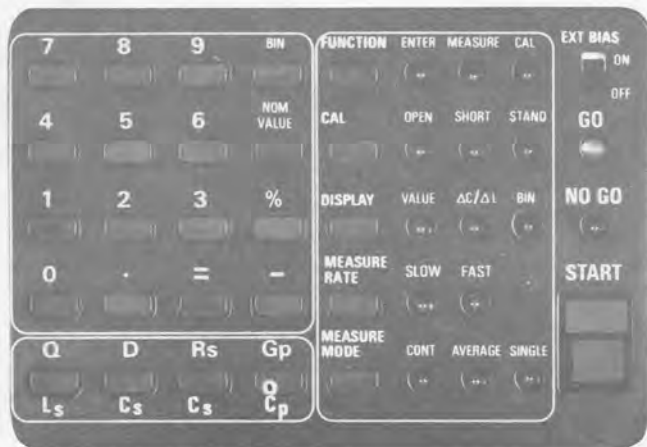 7 8 9 BIN
4 5 6 NOM VALUE
1 2 3 %
0 . = -
Q D Rs Gp
Ls Cs Cs Cp
FUNCTION ENTER MEASURE CAL
CAL OPEN SHORT STAND
DISPLAY VALUE ΔC/ΔL BIN
MEASURE RATE SLOW FAST
MEASURE MODE CONT AVERAGE SINGLE
EXT BIAS
ON
OFF
GO
NO GO
START